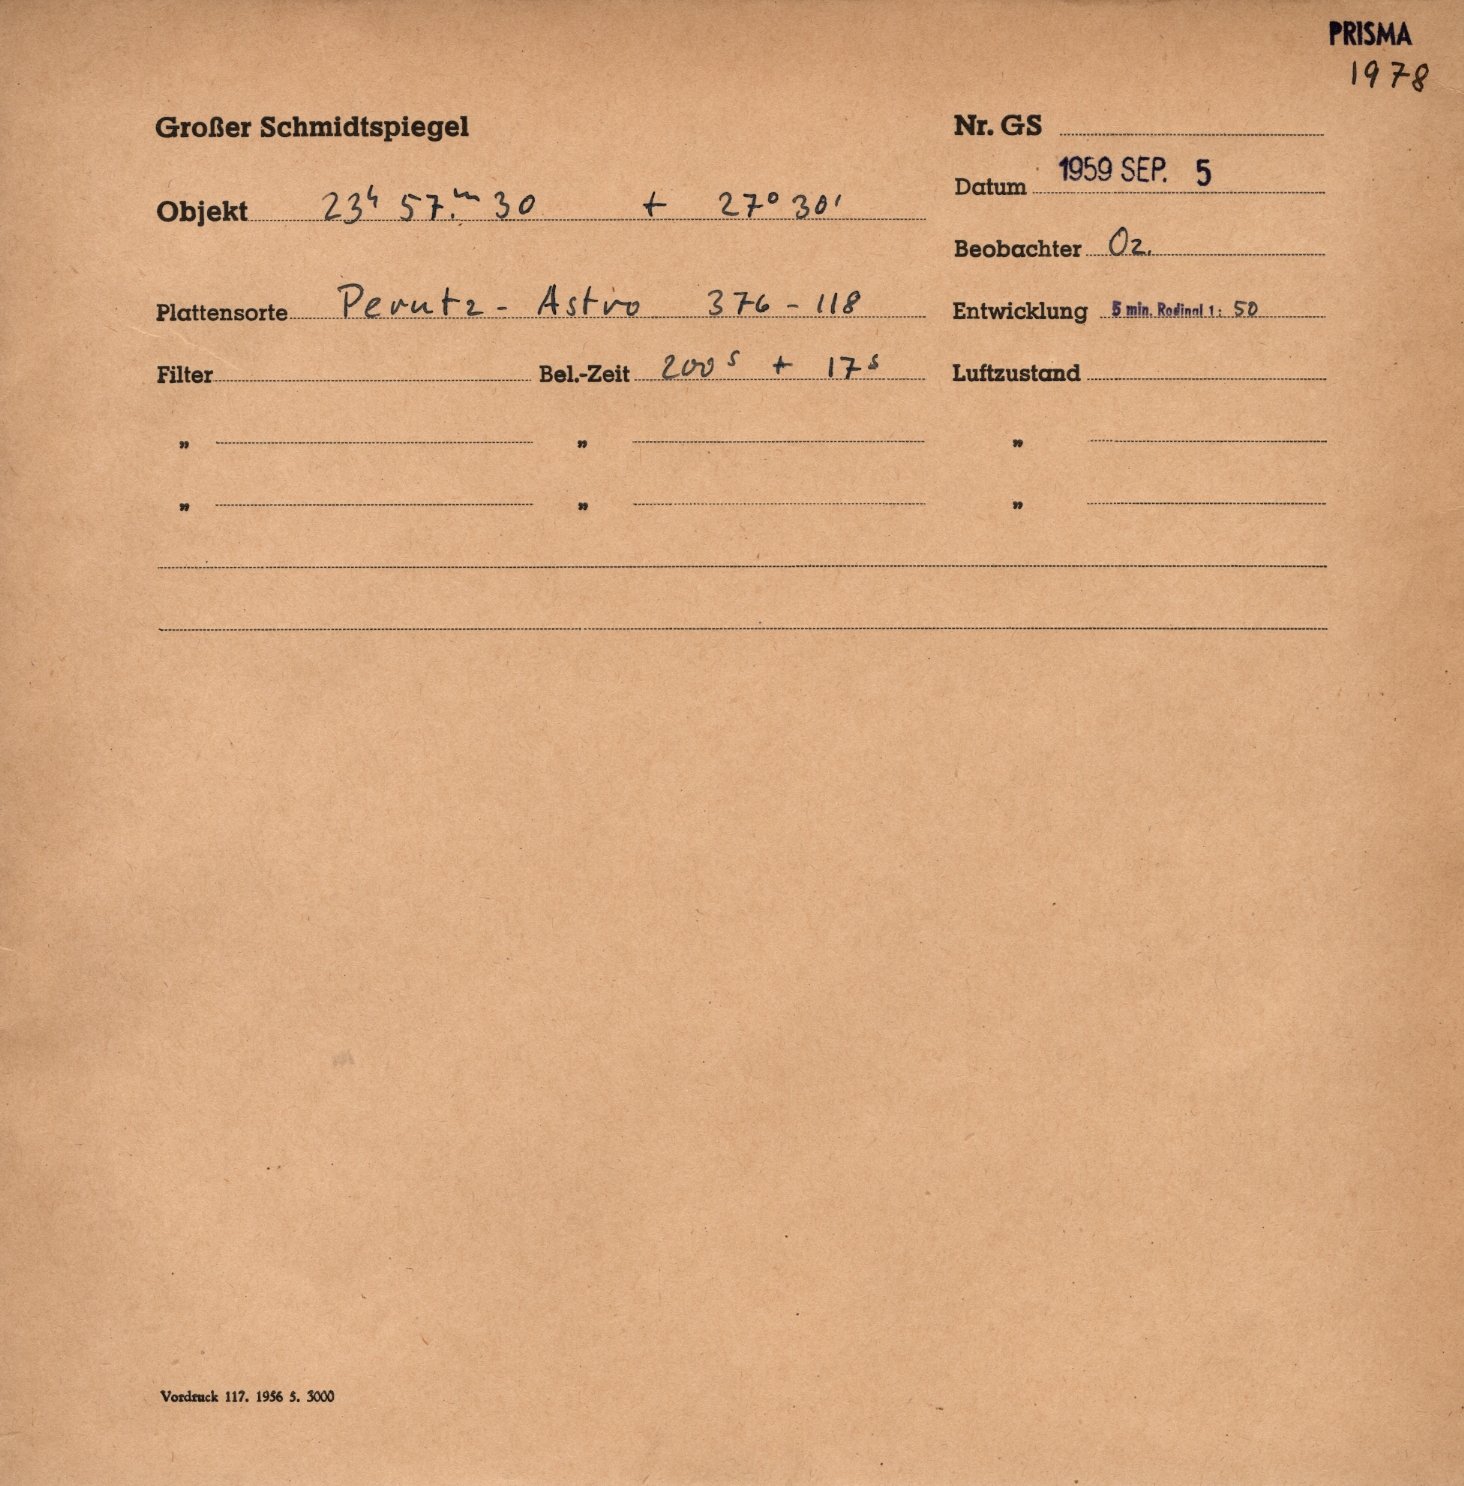 PRISMA
1978
Großer Schmidtspiegel
Nr. GS
Datum 1959 SEP. 5
Objekt 23ʰ 57.ᵐ 30 + 27° 30'
Beobachter Oz.
Plattensorte Perutz - Astro 376 - 118
Entwicklung 5 min. Rodinal 1: 50
Filter Bel.-Zeit 200ˢ + 17ˢ Luftzustand
„ „ „
„ „ „
Vordruck 117. 1956 5. 3000